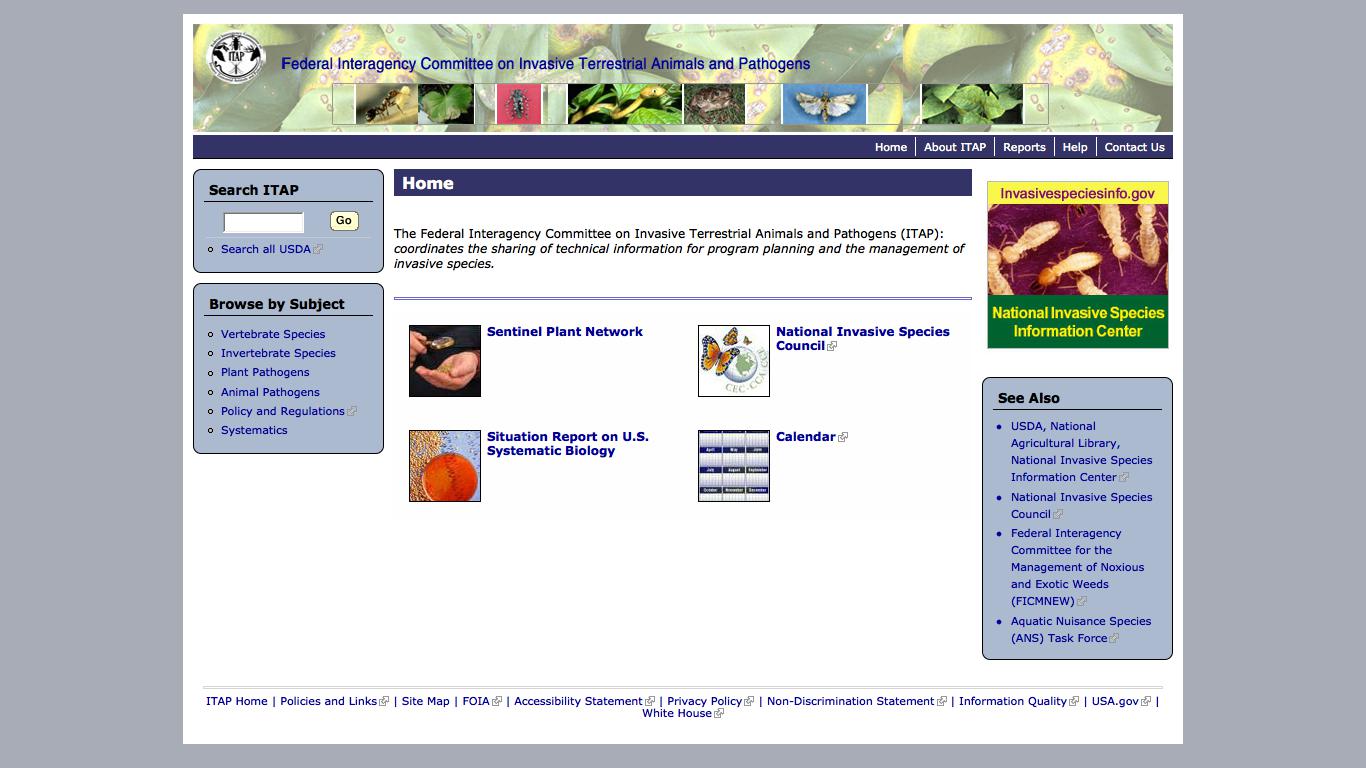 ITAP
Federal Interagency Committee on Invasive Terrestrial Animals and Pathogens
Home
About ITAP
Reports
Help
Contact Us
Search ITAP
Go
Search all USDA
Browse by Subject
Vertebrate Species
Invertebrate Species
Plant Pathogens
Animal Pathogens
Policy and Regulations
Systematics
Home
The Federal Interagency Committee on Invasive Terrestrial Animals and Pathogens (ITAP):
coordinates the sharing of technical information for program planning and the management of
invasive species.
Sentinel Plant Network
National Invasive Species
Council
CEC-CCA-CCE
Situation Report on U.S.
Systematic Biology
Calendar
April May June
July August September
October November December
Invasivespeciesinfo.gov
National Invasive Species
Information Center
See Also
USDA, National
Agricultural Library,
National Invasive Species
Information Center
National Invasive Species
Council
Federal Interagency
Committee for the
Management of Noxious
and Exotic Weeds
(FICMNEW)
Aquatic Nuisance Species
(ANS) Task Force
ITAP Home | Policies and Links | Site Map | FOIA | Accessibility Statement | Privacy Policy | Non-Discrimination Statement | Information Quality | USA.gov |
White House